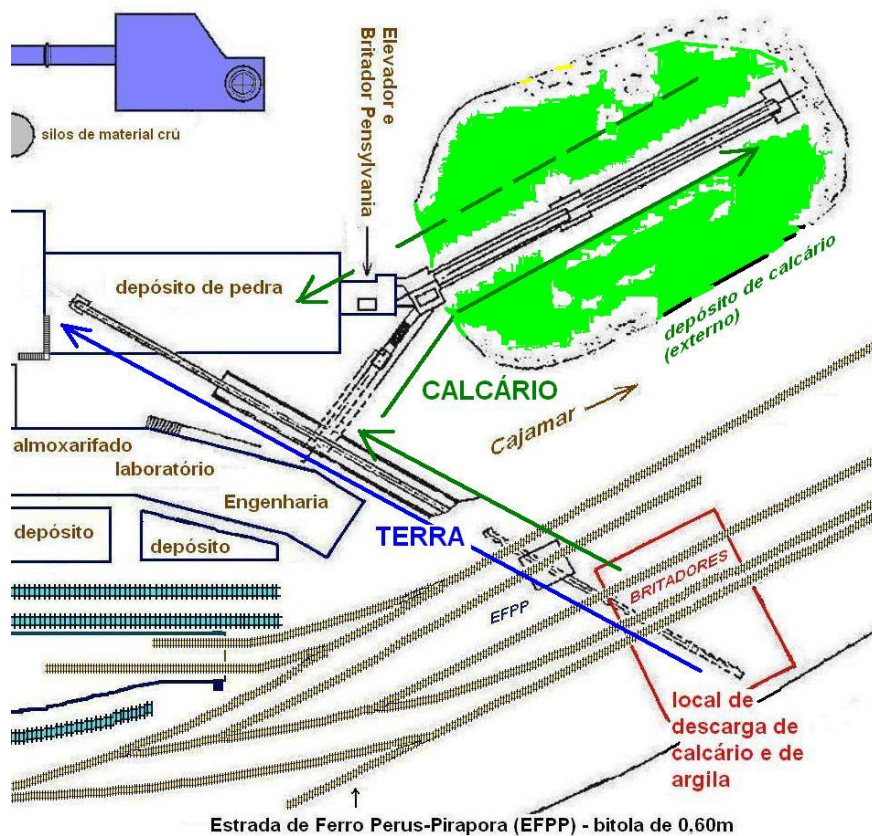 Elevador e
Britador Pensylvania
silos de material crú
depósito de pedra
depósito de calcário
(externo)
CALCÁRIO
Cajamar
almoxarifado
laboratório
Engenharia
TERRA
depósito
depósito
BRITADORES
EFPP
local de
descarga de
calcário e de
argila
Estrada de Ferro Perus-Pirapora (EFPP) - bitola de 0,60m